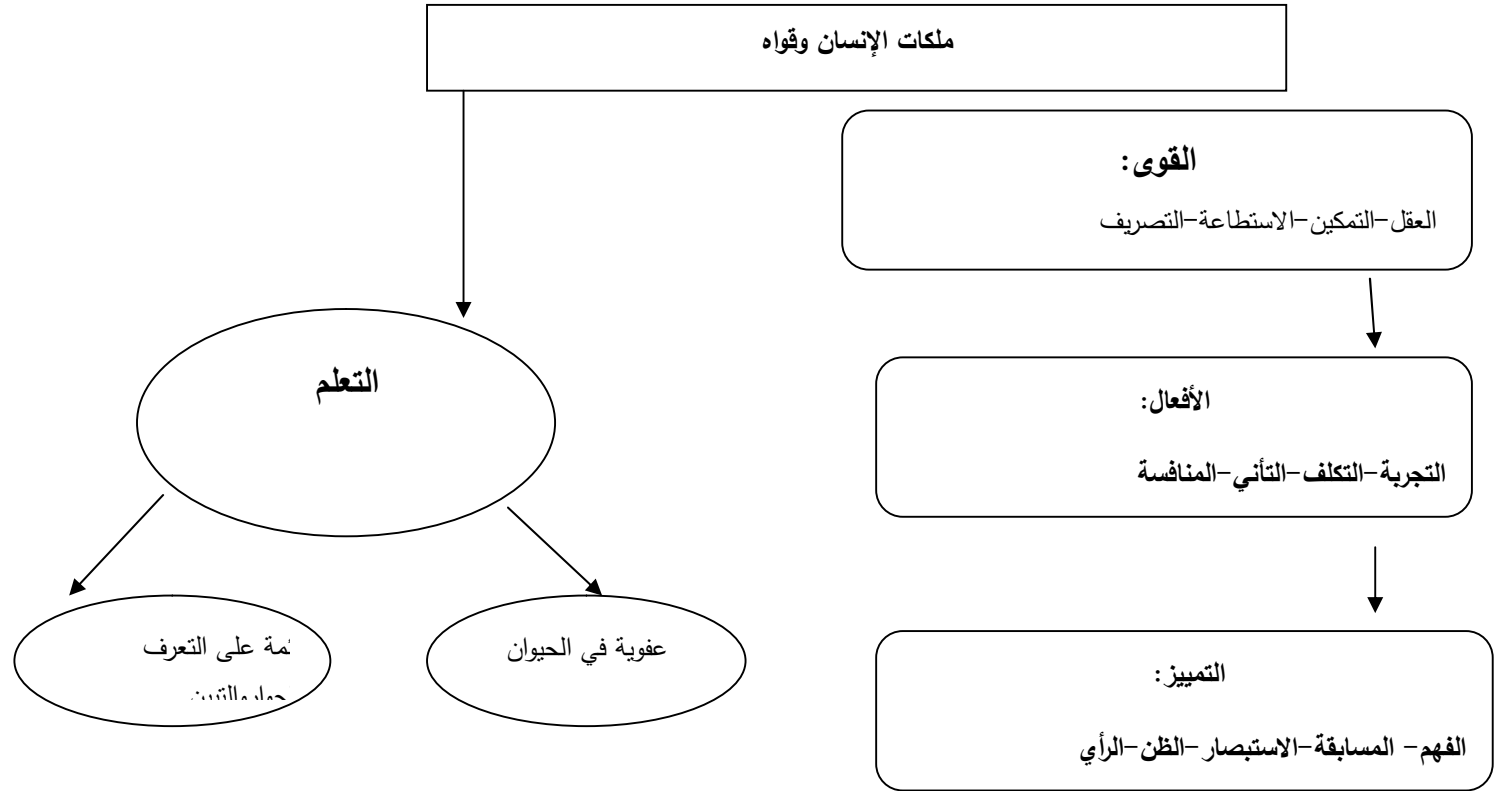 ملكات الإنسان وقواه
القوى:
العقل-التمكين-الاستطاعة-التصريف
الأفعال:
التجربة-التكلف-التأني-المنافسة
التمييز:
الفهم- المسابقة-الاستبصار-الظن-الرأي
التعلم
عفوية في الحيوان
على التعرف